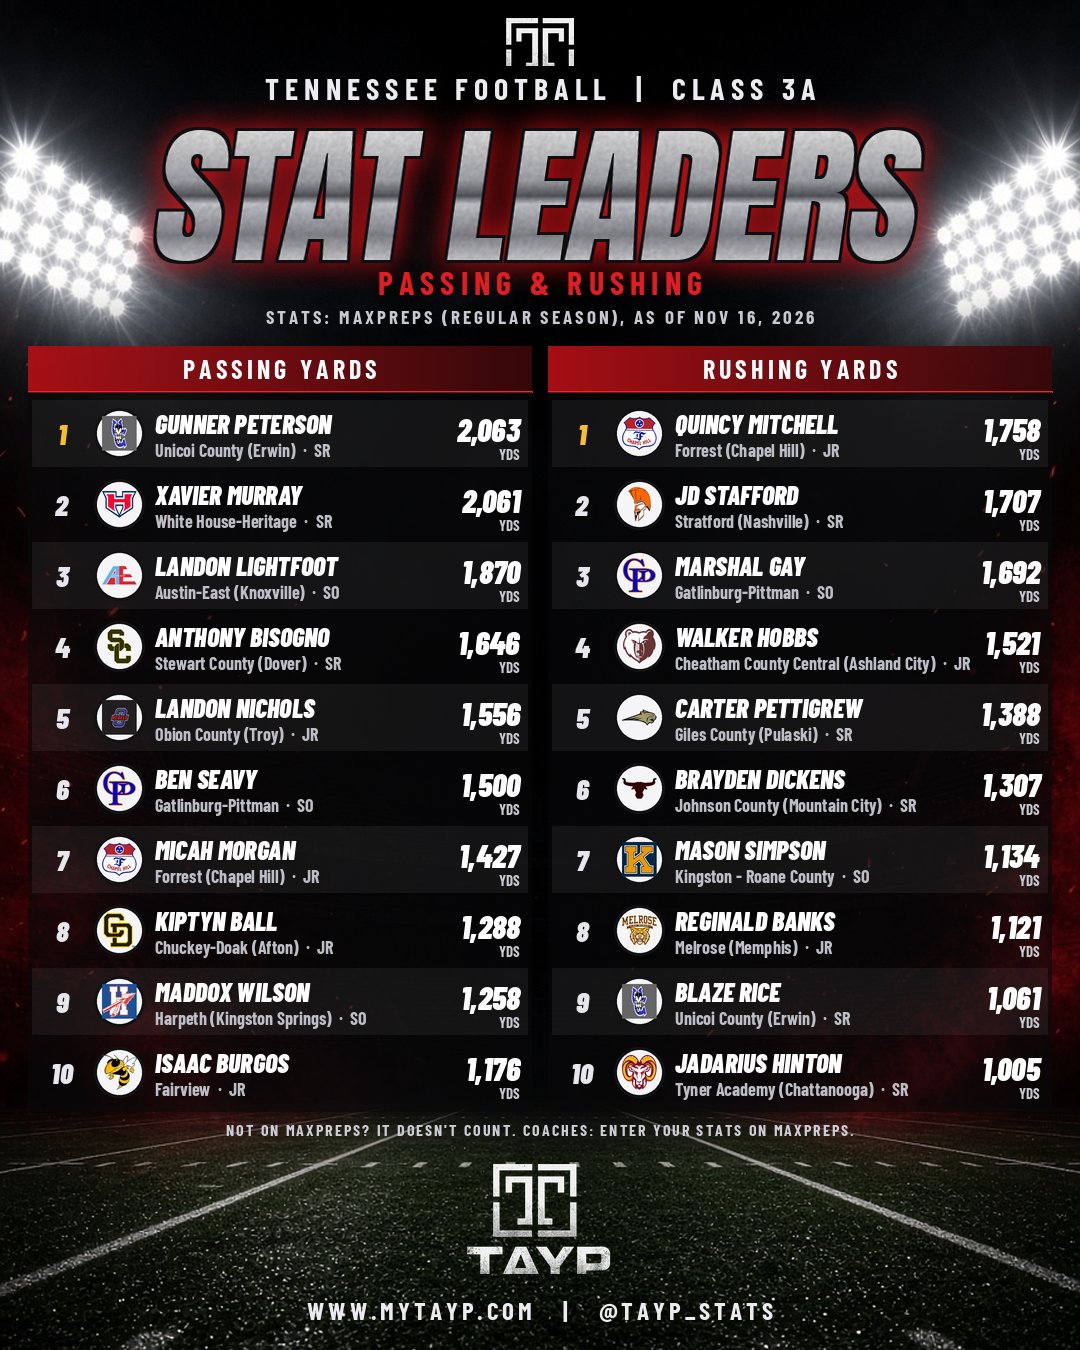 TENNESSEE FOOTBALL | CLASS 3A
STAT LEADERS
PASSING & RUSHING
STATS: MAXPREPS (REGULAR SEASON), AS OF NOV 16, 2026
PASSING YARDS
1 GUNNER PETERSON 2,063
Unicoi County (Erwin) · SR YDS
2 XAVIER MURRAY 2,061
White House-Heritage · SR YDS
3 LANDON LIGHTFOOT 1,870
Austin-East (Knoxville) · SO YDS
4 ANTHONY BISOGNO 1,646
Stewart County (Dover) · SR YDS
5 LANDON NICHOLS 1,556
Obion County (Troy) · JR YDS
6 BEN SEAVY 1,500
Gatlinburg-Pittman · SO YDS
7 MICAH MORGAN 1,427
Forrest (Chapel Hill) · JR YDS
8 KIPTYN BALL 1,288
Chuckey-Doak (Afton) · JR YDS
9 MADDOX WILSON 1,258
Harpeth (Kingston Springs) · SO YDS
10 ISAAC BURGOS 1,176
Fairview · JR YDS
RUSHING YARDS
1 QUINCY MITCHELL 1,758
Forrest (Chapel Hill) · JR YDS
2 JD STAFFORD 1,707
Stratford (Nashville) · SR YDS
3 MARSHAL GAY 1,692
Gatlinburg-Pittman · SO YDS
4 WALKER HOBBS 1,521
Cheatham County Central (Ashland City) · JR YDS
5 CARTER PETTIGREW 1,388
Giles County (Pulaski) · SR YDS
6 BRAYDEN DICKENS 1,307
Johnson County (Mountain City) · SR YDS
7 MASON SIMPSON 1,134
Kingston - Roane County · SO YDS
8 REGINALD BANKS 1,121
Melrose (Memphis) · JR YDS
9 BLAZE RICE 1,061
Unicoi County (Erwin) · SR YDS
10 JADARIUS HINTON 1,005
Tyner Academy (Chattanooga) · SR YDS
NOT ON MAXPREPS? IT DOESN'T COUNT. COACHES: ENTER YOUR STATS ON MAXPREPS.
TAYP
WWW.MYTAYP.COM | @TAYP_STATS